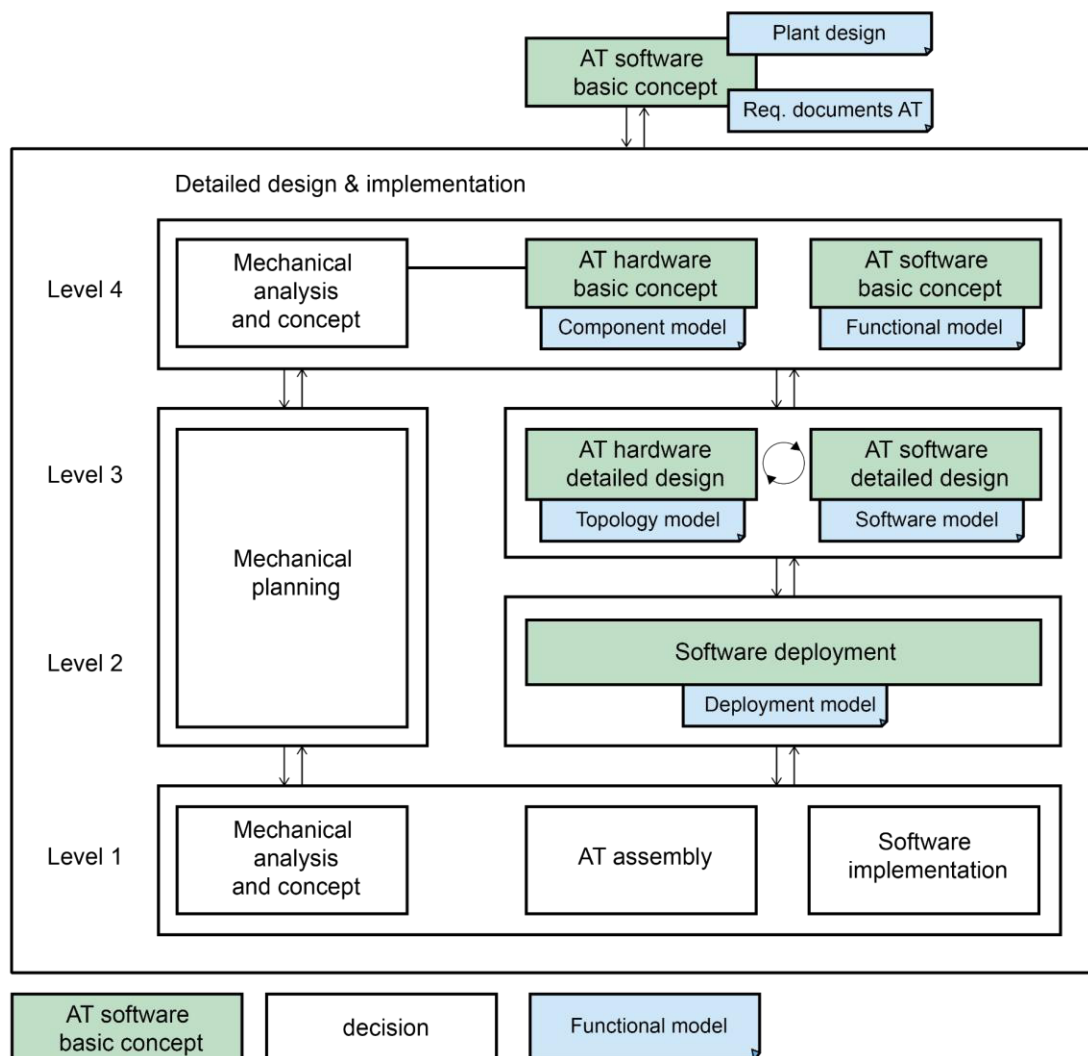 Plant design
AT software
basic concept
Req. documents AT
Detailed design & implementation
Level 4
Mechanical
analysis
and concept
AT hardware
basic concept
Component model
AT software
basic concept
Functional model
Level 3
Mechanical
planning
AT hardware
detailed design
Topology model
AT software
detailed design
Software model
Level 2
Software deployment
Deployment model
Level 1
Mechanical
analysis
and concept
AT assembly
Software
implementation
AT software
basic concept
decision
Functional model